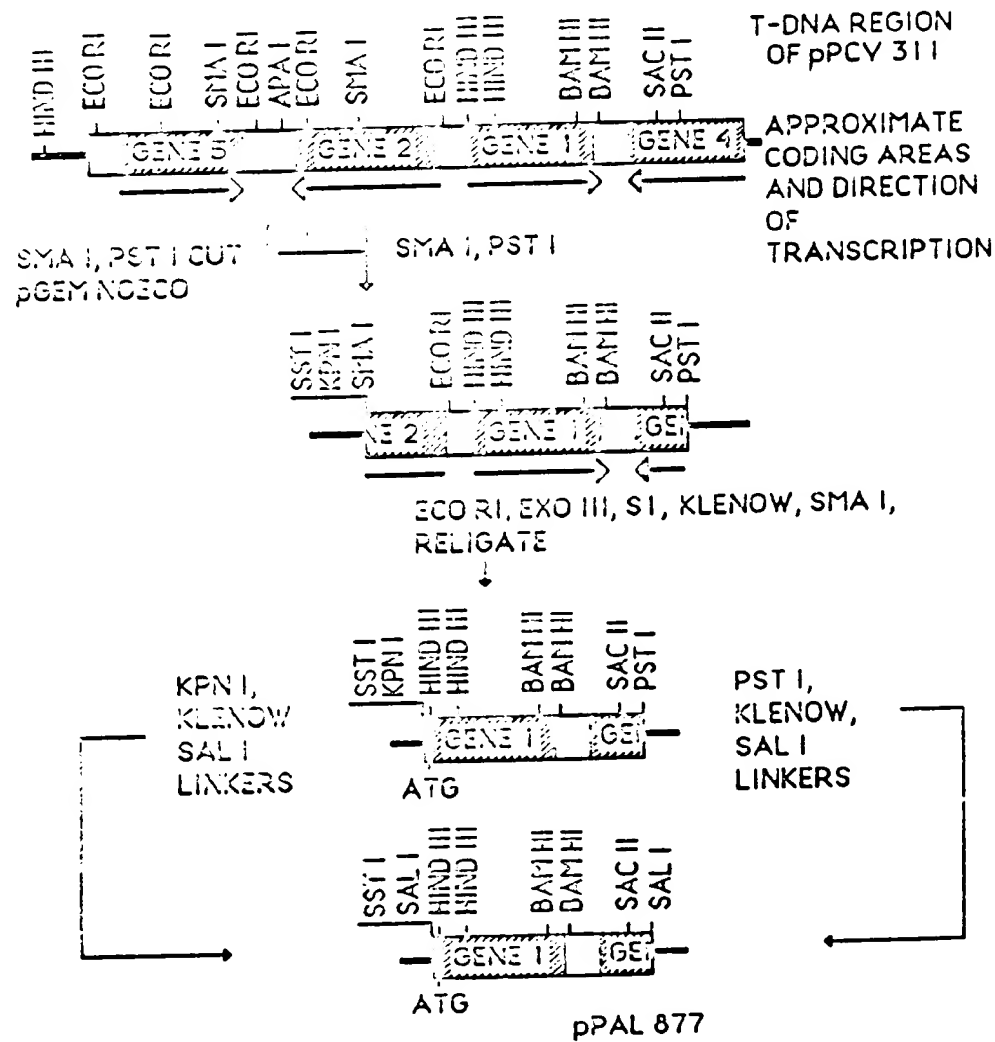 T-DNA REGION
OF pPCY 311
HIND III
ECO RI
ECO RI
SMA I
ECO RI
APA I
ECO RI
SMA I
ECO RI
HIND III
HIND III
BAM HI
BAM HI
SAC II
PST I
GENE 5
GENE 2
GENE 1
GENE 4
APPROXIMATE
CODING AREAS
AND DIRECTION
OF
TRANSCRIPTION
SMA I, PST I CUT
pGEM NOECO
SMA I, PST I
SST I
KPN I
SMA I
ECO RI
HIND III
HIND III
BAM HI
BAM HI
SAC II
PST I
NE 2
GENE 1
GEI
ECO RI, EXO III, S1, KLENOW, SMA I,
RELIGATE
SST I
KPN I
HIND III
HIND III
BAM HI
BAM HI
SAC II
PST I
GENE 1
GEI
ATG
KPN I,
KLENOW
SAL I
LINKERS
PST I,
KLENOW,
SAL I
LINKERS
SST I
SAL I
HIND III
HIND III
BAM HI
BAM HI
SAC II
SAL I
GENE 1
GEI
ATG
pPAL 877